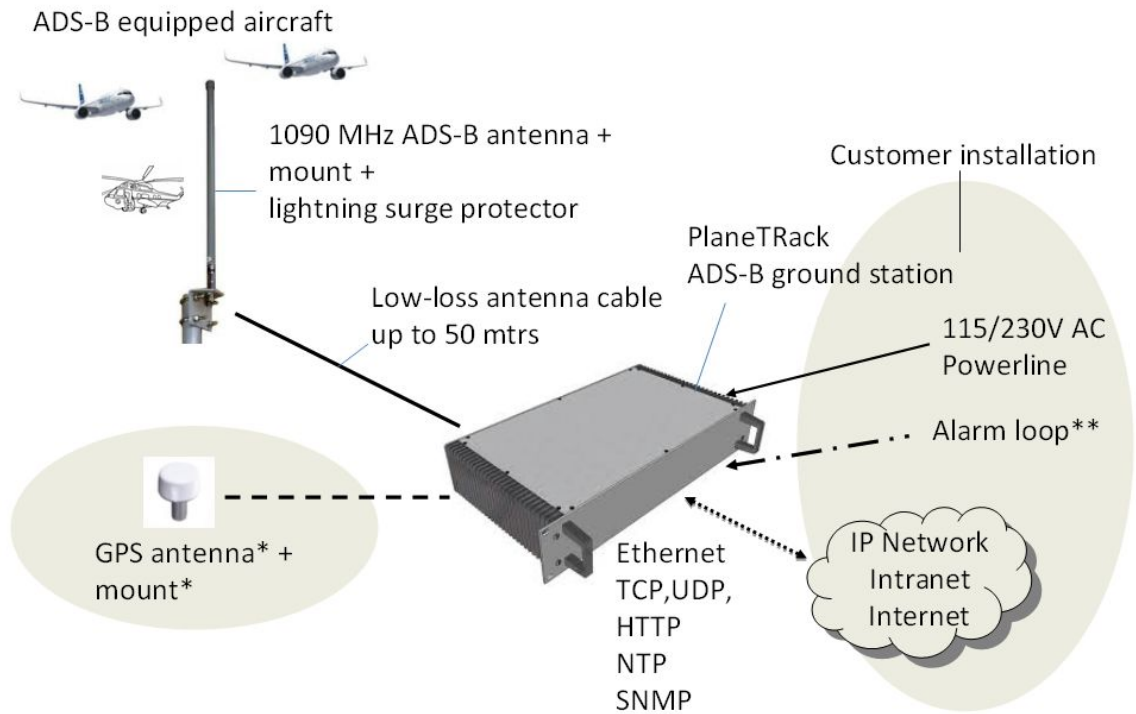 ADS-B equipped aircraft
1090 MHz ADS-B antenna +
mount +
lightning surge protector
Customer installation
PlaneTRack
ADS-B ground station
Low-loss antenna cable
up to 50 mtrs
115/230V AC
Powerline
Alarm loop**
GPS antenna* +
mount*
Ethernet
TCP,UDP,
HTTP
NTP
SNMP
IP Network
Intranet
Internet